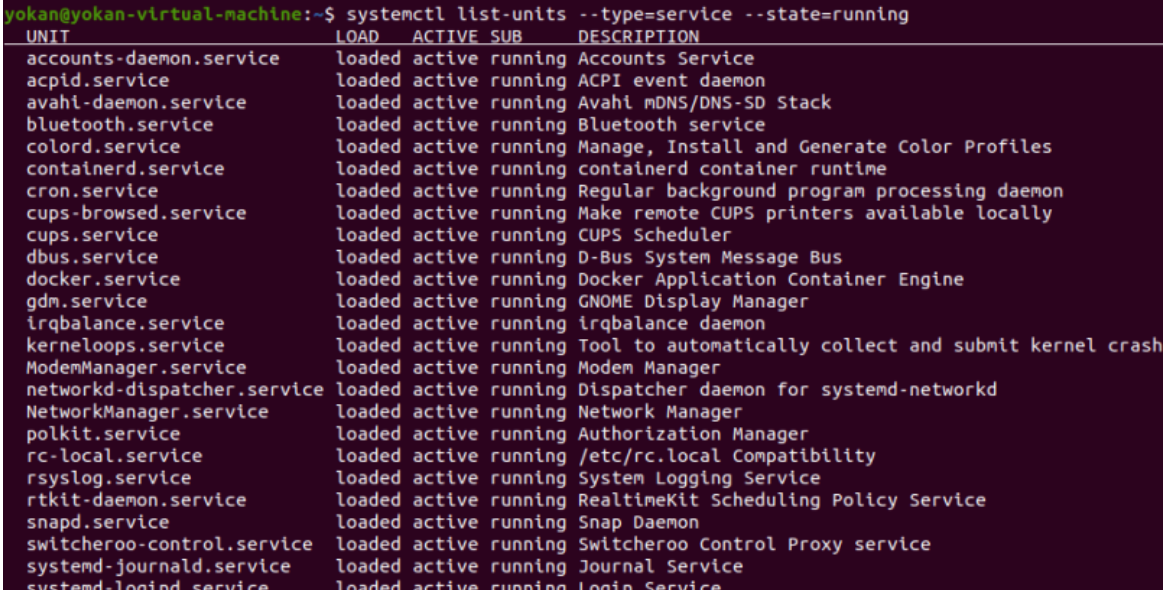 yokan@yokan-virtual-machine:~$ systemctl list-units --type=service --state=running
UNIT LOAD ACTIVE SUB DESCRIPTION
accounts-daemon.service loaded active running Accounts Service
acpid.service loaded active running ACPI event daemon
avahi-daemon.service loaded active running Avahi mDNS/DNS-SD Stack
bluetooth.service loaded active running Bluetooth service
colord.service loaded active running Manage, Install and Generate Color Profiles
containerd.service loaded active running containerd container runtime
cron.service loaded active running Regular background program processing daemon
cups-browsed.service loaded active running Make remote CUPS printers available locally
cups.service loaded active running CUPS Scheduler
dbus.service loaded active running D-Bus System Message Bus
docker.service loaded active running Docker Application Container Engine
gdm.service loaded active running GNOME Display Manager
irqbalance.service loaded active running irqbalance daemon
kerneloops.service loaded active running Tool to automatically collect and submit kernel crash
ModemManager.service loaded active running Modem Manager
networkd-dispatcher.service loaded active running Dispatcher daemon for systemd-networkd
NetworkManager.service loaded active running Network Manager
polkit.service loaded active running Authorization Manager
rc-local.service loaded active running /etc/rc.local Compatibility
rsyslog.service loaded active running System Logging Service
rtkit-daemon.service loaded active running RealtimeKit Scheduling Policy Service
snapd.service loaded active running Snap Daemon
switcheroo-control.service loaded active running Switcheroo Control Proxy service
systemd-journald.service loaded active running Journal Service
systemd-logind.service loaded active running Login Service